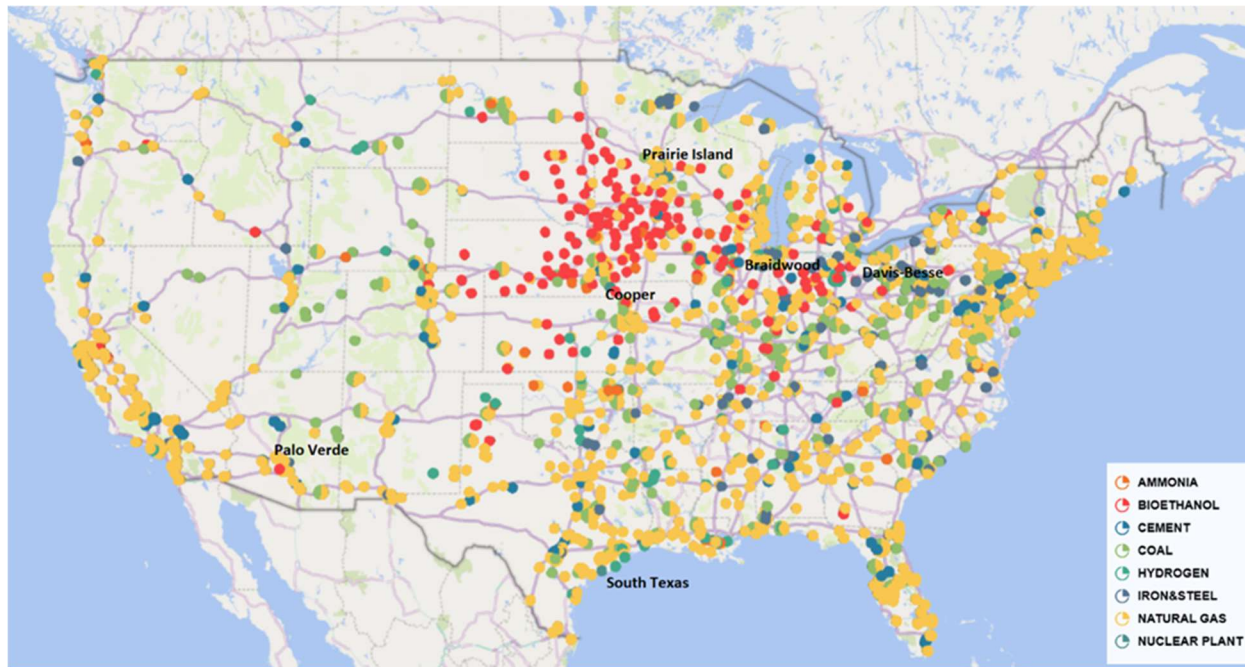 Prairie Island
Braidwood
Davis-Besse
Cooper
Palo Verde
South Texas
AMMONIA
BIOETHANOL
CEMENT
COAL
HYDROGEN
IRON&STEEL
NATURAL GAS
NUCLEAR PLANT